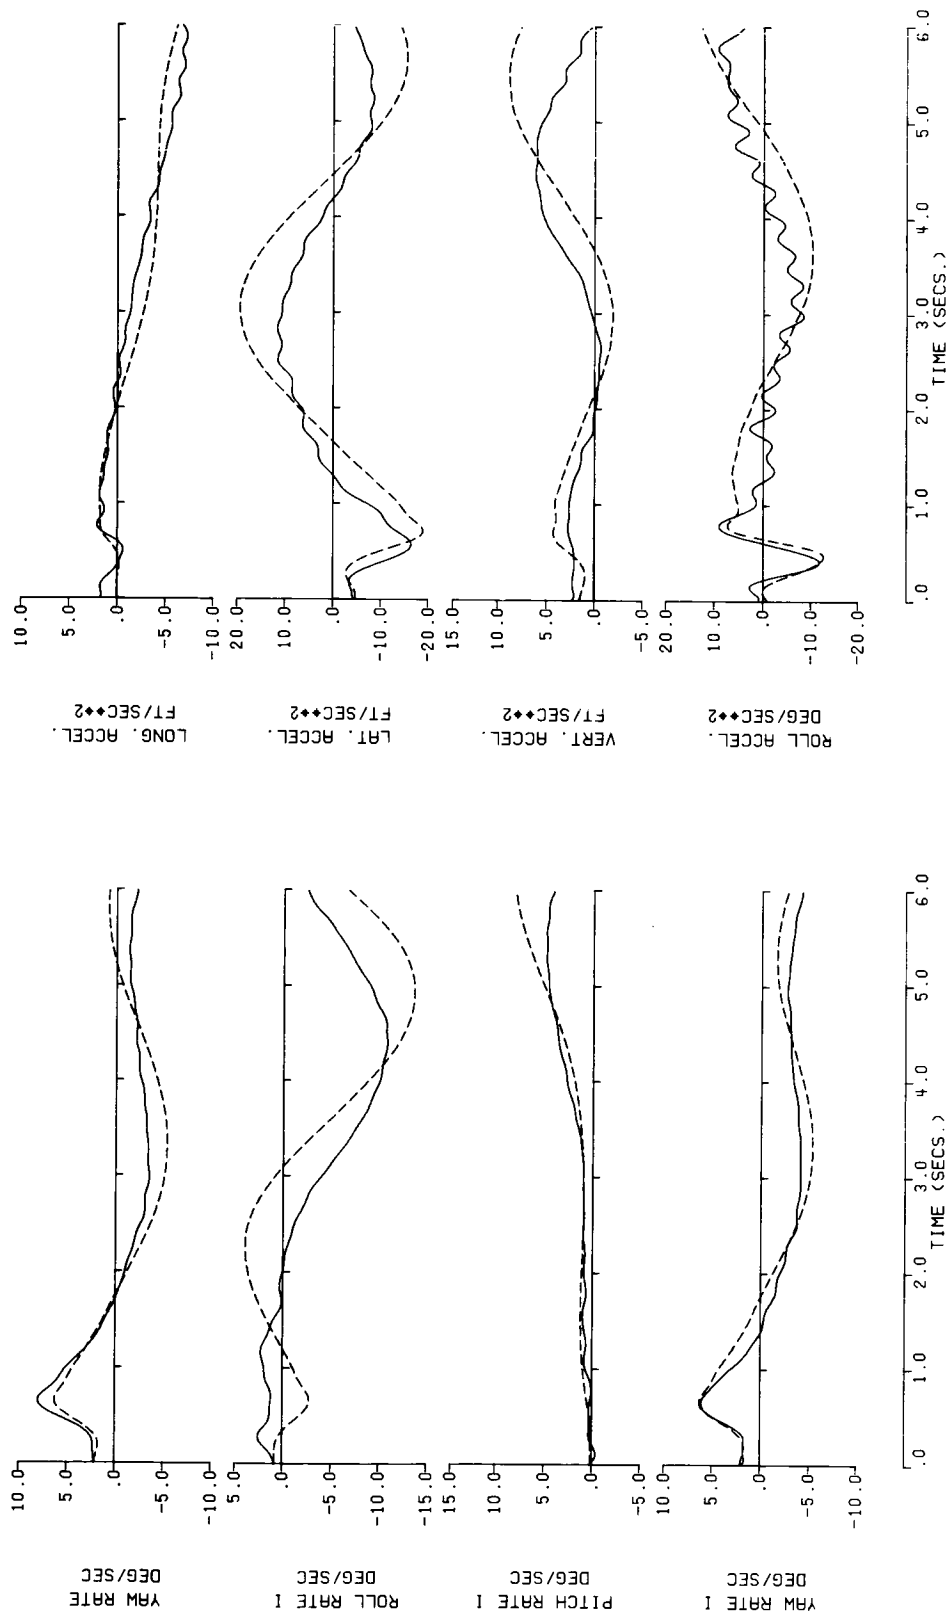 10.0
5.0
.0
-5.0
-10.0
LONG. ACCEL.
FT/SEC**2
20.0
10.0
.0
-10.0
-20.0
LAT. ACCEL.
FT/SEC**2
10.0
5.0
.0
-5.0
VERT. ACCEL.
FT/SEC**2
20.0
10.0
.0
-10.0
-20.0
ROLL ACCEL.
DEG/SEC**2
.0 1.0 2.0 3.0 4.0 5.0 6.0
TIME (SECS.)
10.0
5.0
.0
-5.0
-10.0
YAW RATE
DEG/SEC
5.0
.0
-5.0
-10.0
-15.0
ROLL RATE I
DEG/SEC
15.0
10.0
5.0
.0
-5.0
PITCH RATE I
DEG/SEC
10.0
5.0
.0
-5.0
-10.0
YAW RATE I
DEG/SEC
.0 1.0 2.0 3.0 4.0 5.0 6.0
TIME (SECS.)